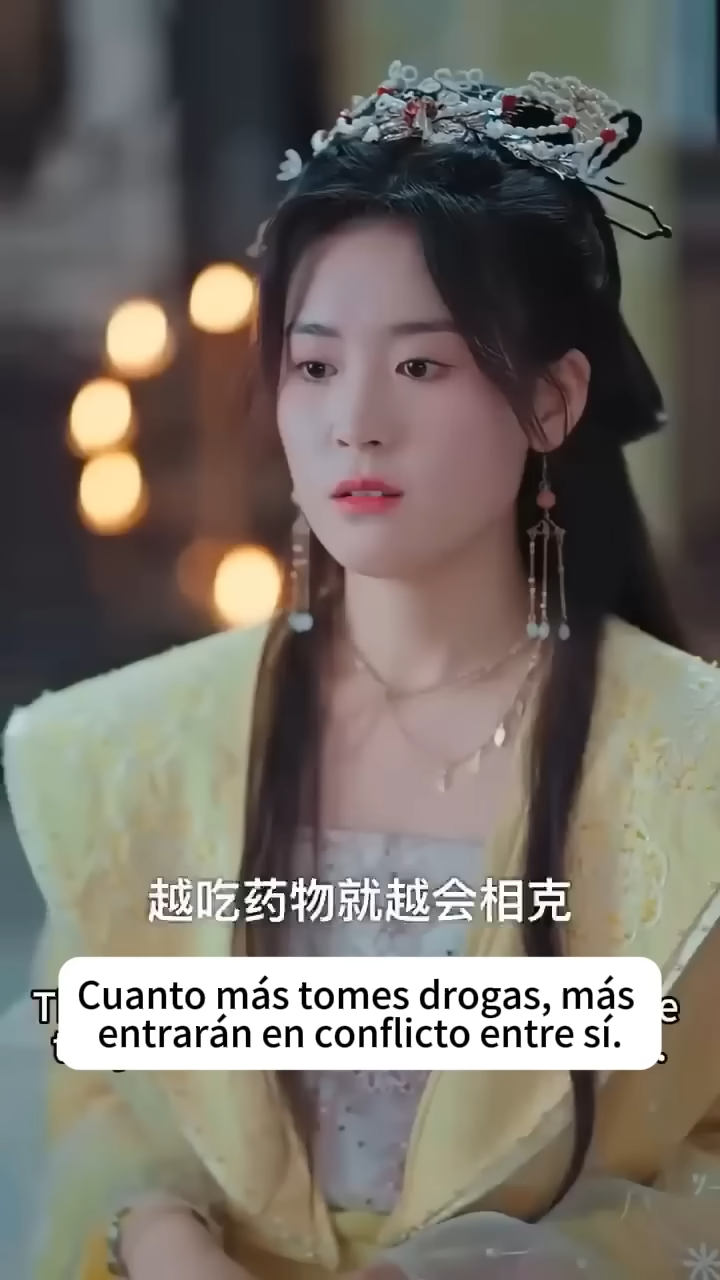 越吃药物就越会相克
Cuanto más tomes drogas, más
entrarán en conflicto entre sí.